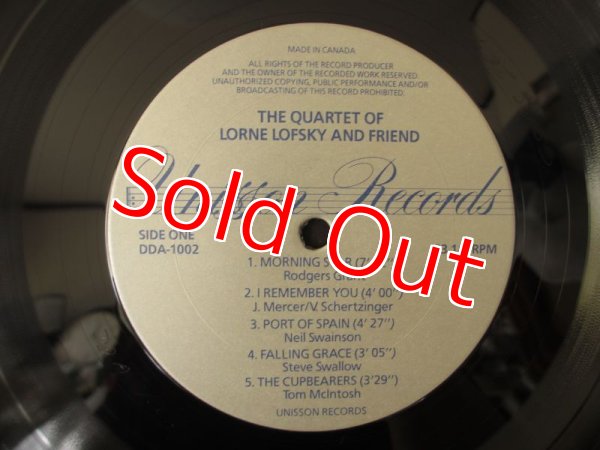 MADE IN CANADA
ALL RIGHTS OF THE RECORD PRODUCER
AND THE OWNER OF THE RECORDED WORK RESERVED.
UNAUTHORIZED COPYING, PUBLIC PERFORMANCE AND/OR
BROADCASTING OF THIS RECORD PROHIBITED.
THE QUARTET OF
LORNE LOFSKY AND FRIEND
Unisson Records
Sold Out
SIDE ONE
DDA-1002
RPM
1. MORNING
Rodgers
2. I REMEMBER YOU (4' 00'')
J. Mercer/V. Schertzinger
3. PORT OF SPAIN (4' 27'')
Neil Swainson
4. FALLING GRACE (3' 05'')
Steve Swallow
5. THE CUPBEARERS (3'29'')
Tom McIntosh
UNISSON RECORDS